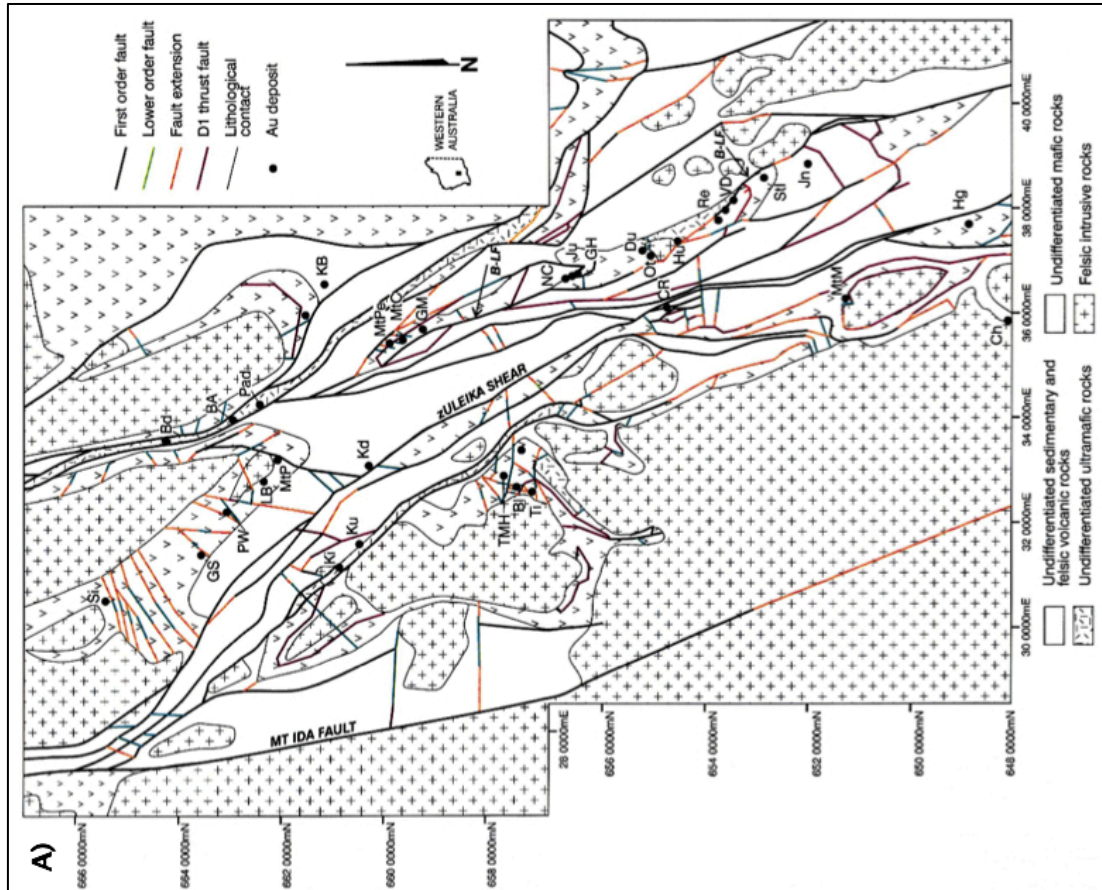 A)
First order fault
Lower order fault
Fault extension
D1 thrust fault
Lithological
contact
Au deposit
WESTERN
AUSTRALIA
N
666 0000mN
664 0000mN
662 0000mN
660 0000mN
658 0000mN
656 0000mN
654 0000mN
652 0000mN
650 0000mN
648 0000mN
28 0000mE
30 0000mE
32 0000mE
34 0000mE
36 0000mE
38 0000mE
40 0000mE
MT IDA FAULT
ZULEIKA SHEAR
Si
GS
PW
LB
MtP
Bd
BA
Pad
KB
Ki
Ku
Kd
MtPe
MtC
GM
B-LF
TMH
Bl
Ti
NC
Ju
GH
Du
Ot
Hu
CR
Re
VD
B-LF
StI
Jn
MtM
Hg
Ch
Undifferentiated sedimentary and
felsic volcanic rocks
Undifferentiated ultramafic rocks
Undifferentiated mafic rocks
Felsic intrusive rocks